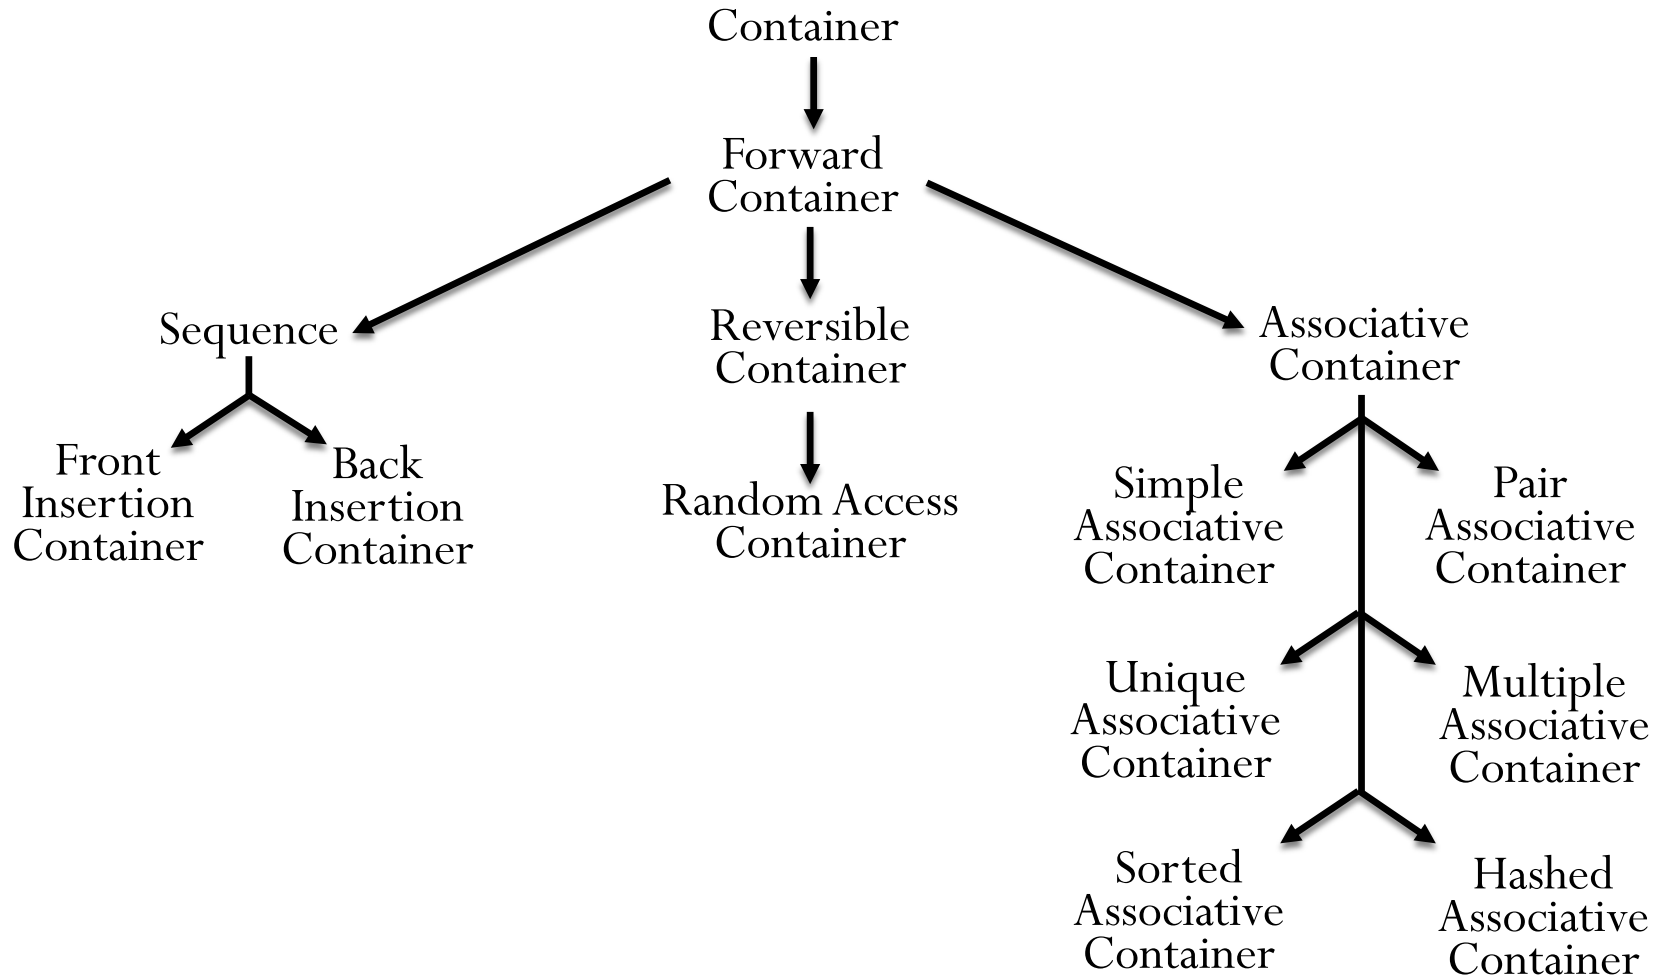 Container
Forward
Container
Sequence
Reversible
Container
Associative
Container
Front
Insertion
Container
Back
Insertion
Container
Random Access
Container
Simple
Associative
Container
Pair
Associative
Container
Unique
Associative
Container
Multiple
Associative
Container
Sorted
Associative
Container
Hashed
Associative
Container